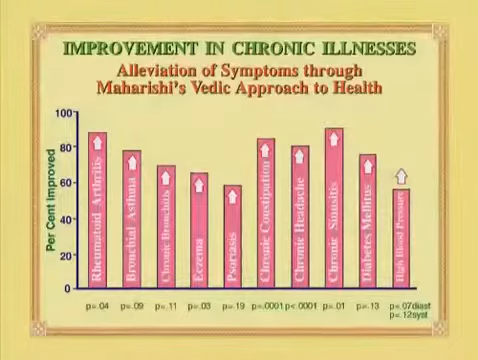 IMPROVEMENT IN CHRONIC ILLNESSES
Alleviation of Symptoms through
Maharishi's Vedic Approach to Health
Per Cent Improved
100
80
60
40
20
0
Rheumatoid Arthritis
Bronchial Asthma
Chronic Bronchitis
Eczema
Psoriasis
Chronic Constipation
Chronic Headache
Chronic Sinusitis
Diabetes Mellitus
High Blood Pressure
p=.04 p=.09 p=.11 p=.03 p=.19 p=.0001 p<.0001 p=.01 p=.13 p=.07diast
p=.12syst